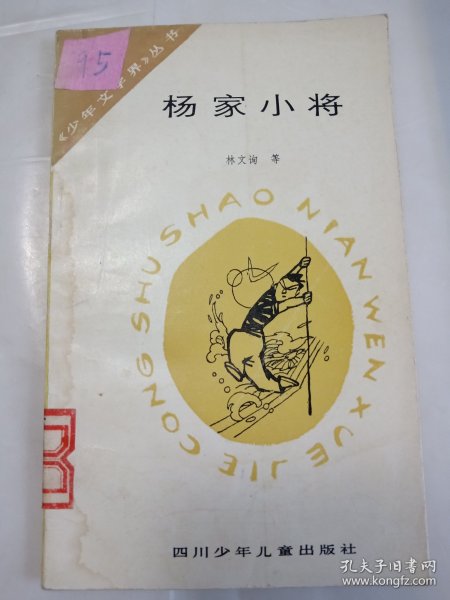 95
《少年文学界》丛书
杨家小将
林文询 等
SHAO NIAN WEN XUE JIE CONG SHU
四川少年儿童出版社
孔夫子旧书网
www.kongfz.com